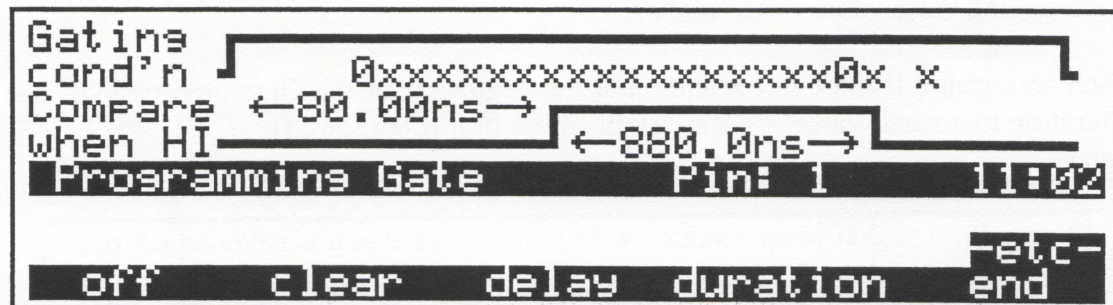 Gating
cond'n 0xxxxxxxxxxxxxxxxxx0x x
Compare ←80.00ns→
when HI ←880.0ns→
Programming Gate Pin: 1 11:02
-etc-
off clear delay duration end